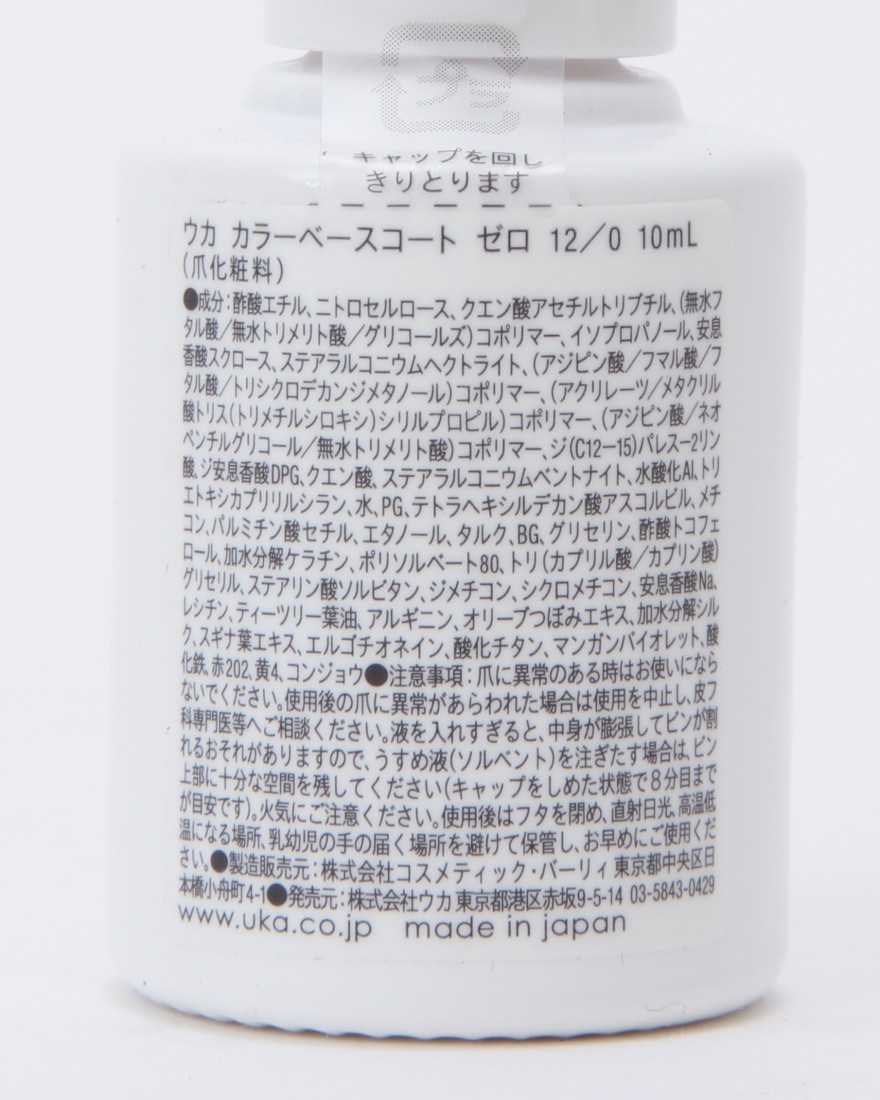 プラ
キャップを回し
きりとります
ウカ カラーベースコート ゼロ 12/0 10mL
(爪化粧料)
●成分:酢酸エチル、ニトロセルロース、クエン酸アセチルトリブチル、(無水フ
タル酸/無水トリメリト酸/グリコールズ)コポリマー、イソプロパノール、安息
香酸スクロース、ステアラルコニウムヘクトライト、(アジピン酸/フマル酸/フ
タル酸/トリシクロデカンジメタノール)コポリマー、(アクリレーツ/メタクリル
酸トリス(トリメチルシロキシ)シリルプロピル)コポリマー、(アジピン酸/ネオ
ペンチルグリコール/無水トリメリト酸)コポリマー、ジ(C12-15)パレス-2リン
酸、ジ安息香酸DPG、クエン酸、ステアラルコニウムベントナイト、水酸化Al、トリ
エトキシカプリリルシラン、水、PG、テトラヘキシルデカン酸アスコルビル、メチ
コン、パルミチン酸セチル、エタノール、タルク、BG、グリセリン、酢酸トコフェ
ロール、加水分解ケラチン、ポリソルベート80、トリ(カプリル酸/カプリン酸)
グリセリル、ステアリン酸ソルビタン、ジメチコン、シクロメチコン、安息香酸Na、
レシチン、ティーツリー葉油、アルギニン、オリーブつぼみエキス、加水分解シル
ク、スギナ葉エキス、エルゴチオネイン、酸化チタン、マンガンバイオレット、酸
化鉄、赤202、黄4、コンジョウ●注意事項:爪に異常のある時はお使いになら
ないでください。使用後の爪に異常があらわれた場合は使用を中止し、皮フ
科専門医等へご相談ください。液を入れすぎると、中身が膨張してビンが割
れるおそれがありますので、うすめ液(ソルベント)を注ぎたす場合は、ビン
上部に十分な空間を残してください(キャップをしめた状態で8分目まで
が目安です)。火気にご注意ください。使用後はフタを閉め、直射日光、高温低
温になる場所、乳幼児の手の届く場所を避けて保管し、お早めにご使用くだ
さい。●製造販売元:株式会社コスメティック・バーリィ 東京都中央区日
本橋小舟町4-1●発売元:株式会社ウカ 東京都港区赤坂9-5-14 03-5843-0429
www.uka.co.jp made in japan